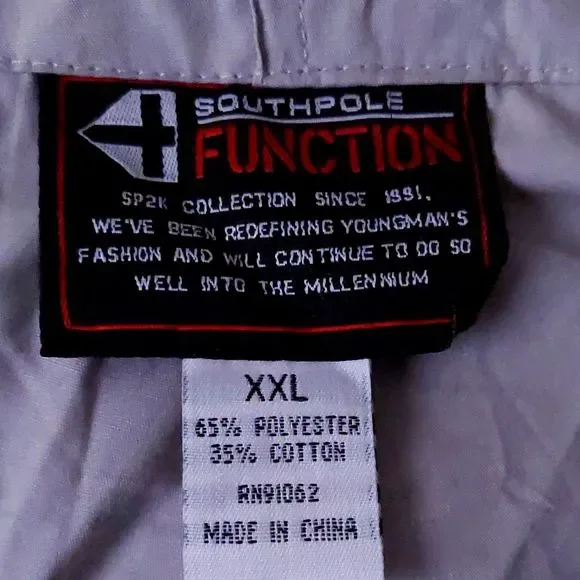 SOUTHPOLE
FUNCTION
SP2K COLLECTION SINCE 1991.
WE'VE BEEN REDEFINING YOUNGMAN'S
FASHION AND WILL CONTINUE TO DO SO
WELL INTO THE MILLENNIUM
XXL
65% POLYESTER
35% COTTON
RN91062
MADE IN CHINA